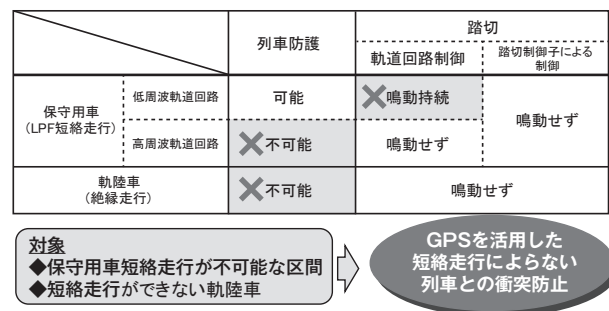 列車防護
踏切
軌道回路制御
踏切制御子による
制御
保守用車
(LPF短絡走行)
低周波軌道回路
可能
鳴動持続
鳴動せず
高周波軌道回路
不可能
鳴動せず
軌陸車
(絶縁走行)
不可能
鳴動せず
対象
◆保守用車短絡走行が不可能な区間
◆短絡走行ができない軌陸車
GPSを活用した
短絡走行によらない
列車との衝突防止